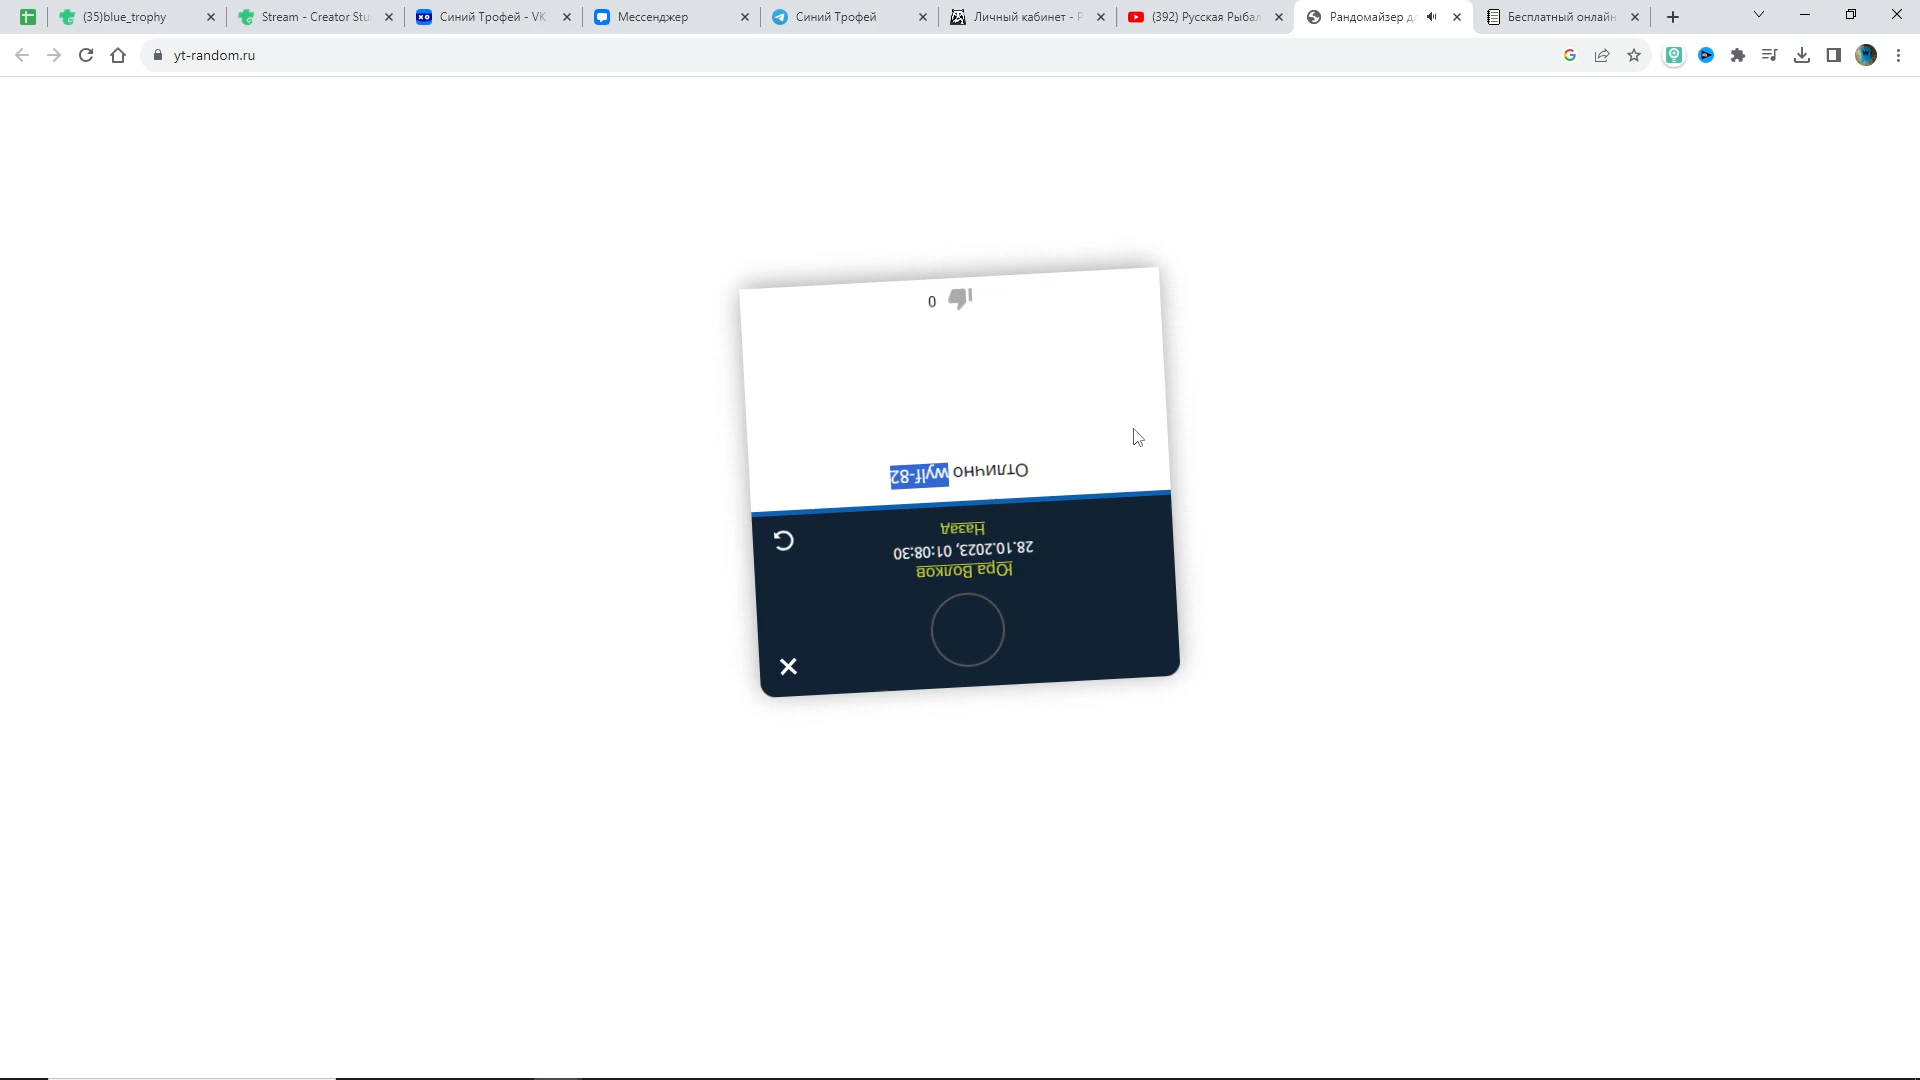 (35)blue_trophy
Stream - Creator Stu
Синий Трофей - VK
Мессенджер
Синий Трофей
Личный кабинет - Р
(392) Русская Рыбал
Рандомайзер дл
Бесплатный онлайн
yt-random.ru
Юра Волков
28.10.2023, 01:08:30
Назад
Отлично wylf-82
0